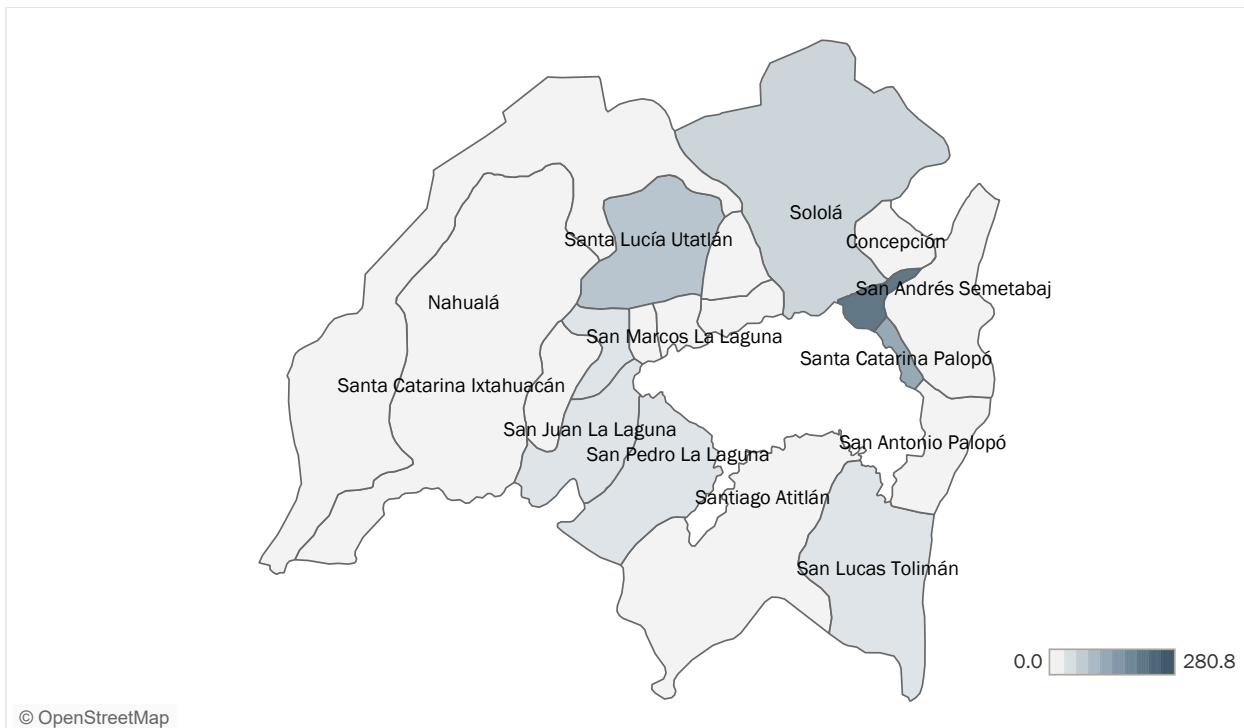 Sololá
Santa Lucía Utatlán
Concepción
San Andrés Semetabaj
Nahualá
San Marcos La Laguna
Santa Catarina Palopó
Santa Catarina Ixtahuacán
San Juan La Laguna
San Antonio Palopó
San Pedro La Laguna
Santiago Atitlán
San Lucas Tolimán
0.0
280.8
© OpenStreetMap